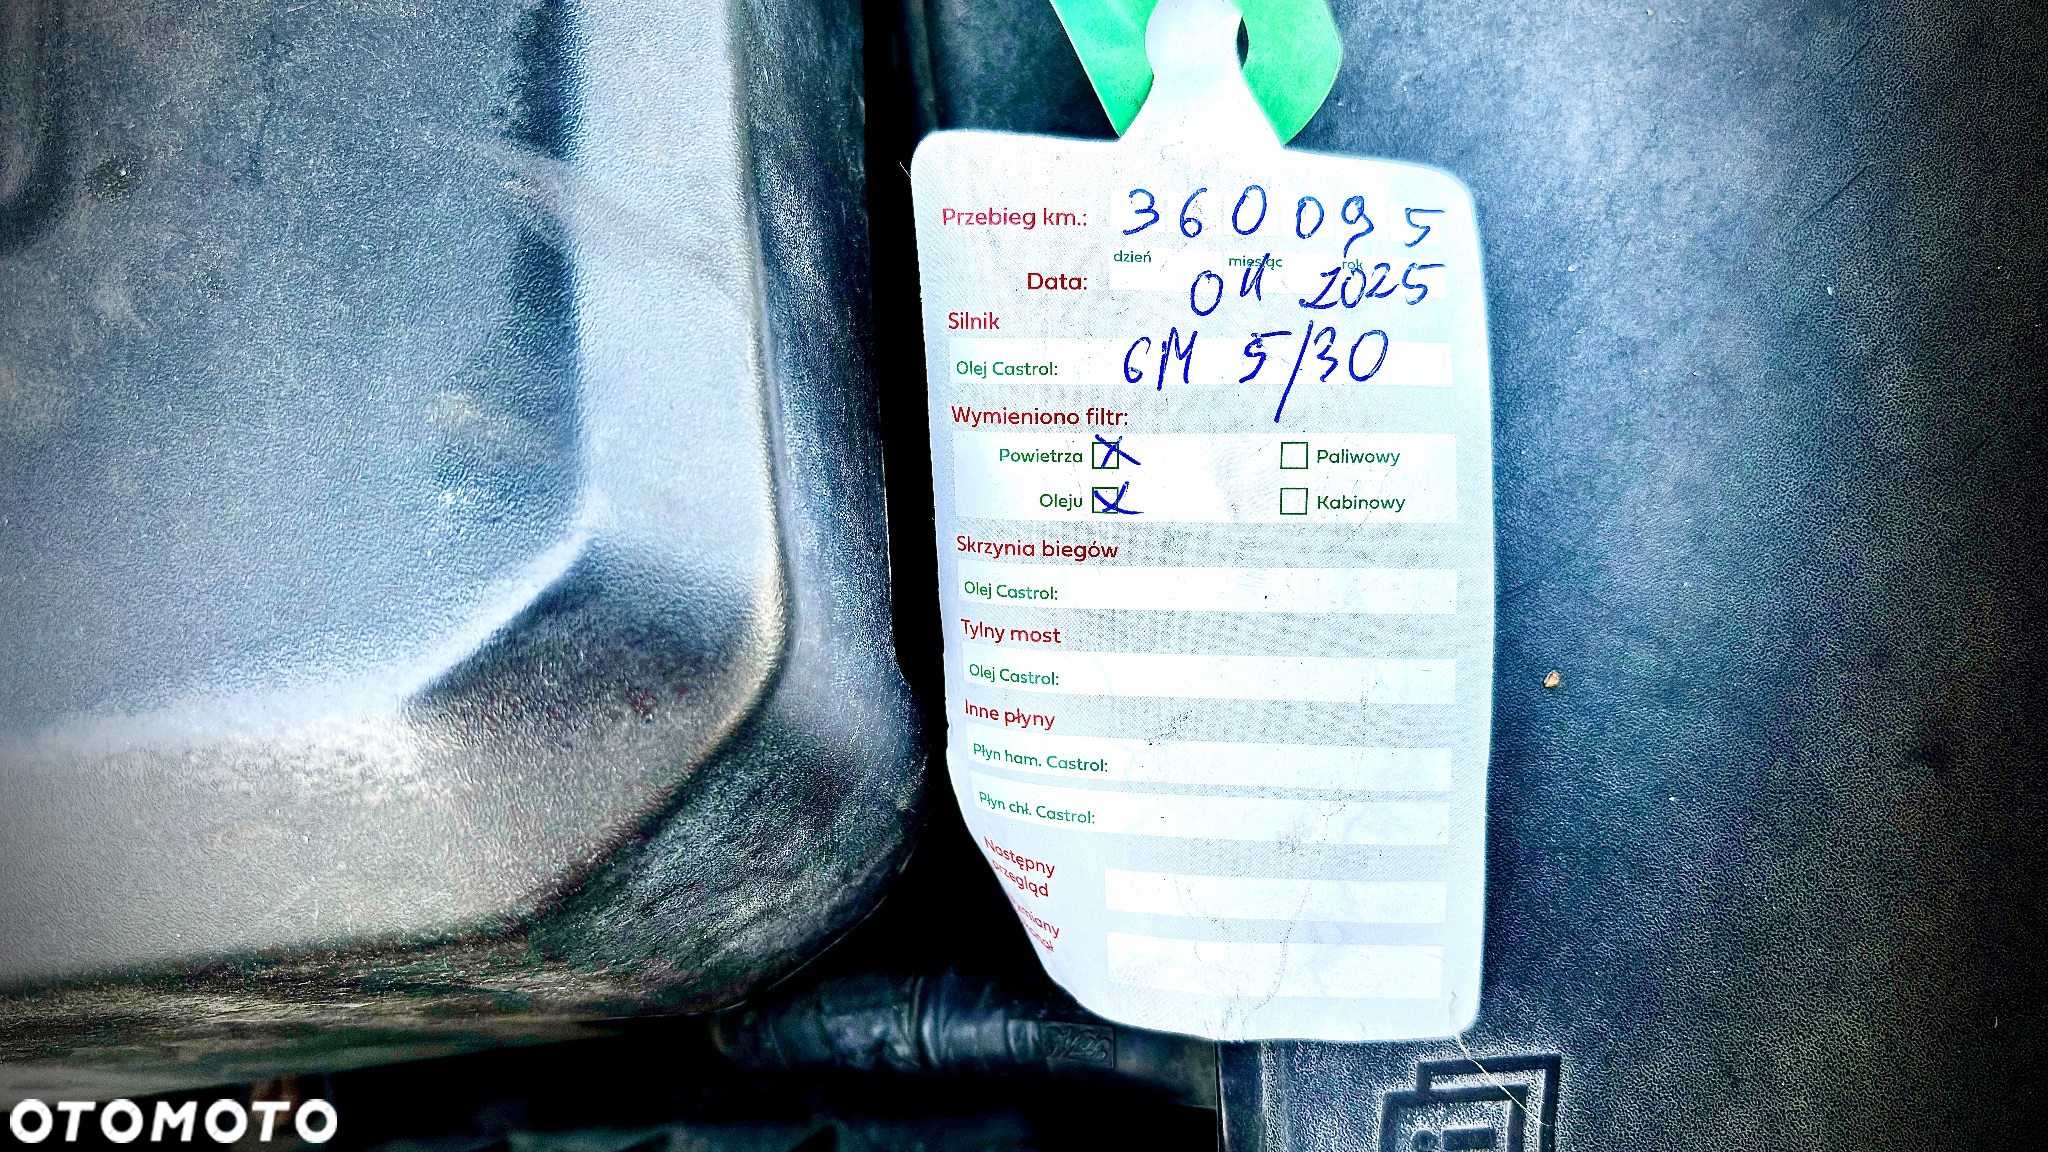 Przebieg km.: 360095
dzień miesiąc rok
Data: 04 2025
Silnik
Olej Castrol: GM 5/30
Wymieniono filtr:
Powietrza X Paliwowy
Oleju X Kabinowy
Skrzynia biegów
Olej Castrol:
Tylny most
Olej Castrol:
Inne płyny
Płyn ham. Castrol:
Płyn chł. Castrol:
Następny
przegląd
OTOMOTO